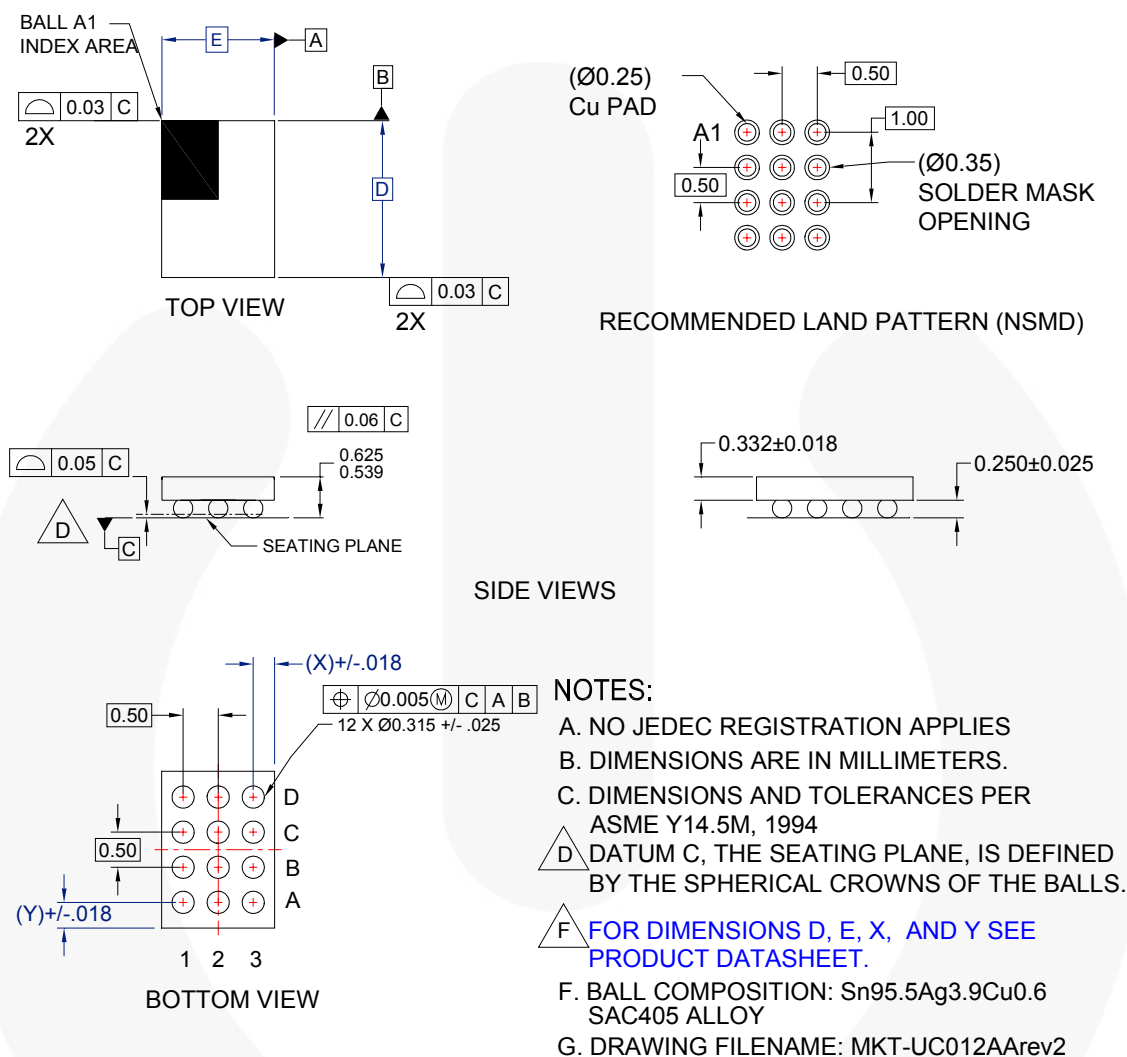 BALL A1
INDEX AREA
E
A
B
0.03 C
2X
D
0.03 C
2X
TOP VIEW
(Ø0.25)
Cu PAD
0.50
1.00
A1
(Ø0.35)
SOLDER MASK
OPENING
0.50
RECOMMENDED LAND PATTERN (NSMD)
// 0.06 C
0.05 C
0.625
0.539
D
C
SEATING PLANE
0.332±0.018
0.250±0.025
SIDE VIEWS
(X)+/-.018
0.50
⌖ Ø0.005Ⓜ C A B
12 X Ø0.315 +/- .025
D
C
B
A
0.50
(Y)+/-.018
1 2 3
BOTTOM VIEW
NOTES:
A. NO JEDEC REGISTRATION APPLIES
B. DIMENSIONS ARE IN MILLIMETERS.
C. DIMENSIONS AND TOLERANCES PER
ASME Y14.5M, 1994
D DATUM C, THE SEATING PLANE, IS DEFINED
BY THE SPHERICAL CROWNS OF THE BALLS.
F FOR DIMENSIONS D, E, X, AND Y SEE
PRODUCT DATASHEET.
F. BALL COMPOSITION: Sn95.5Ag3.9Cu0.6
SAC405 ALLOY
G. DRAWING FILENAME: MKT-UC012AArev2